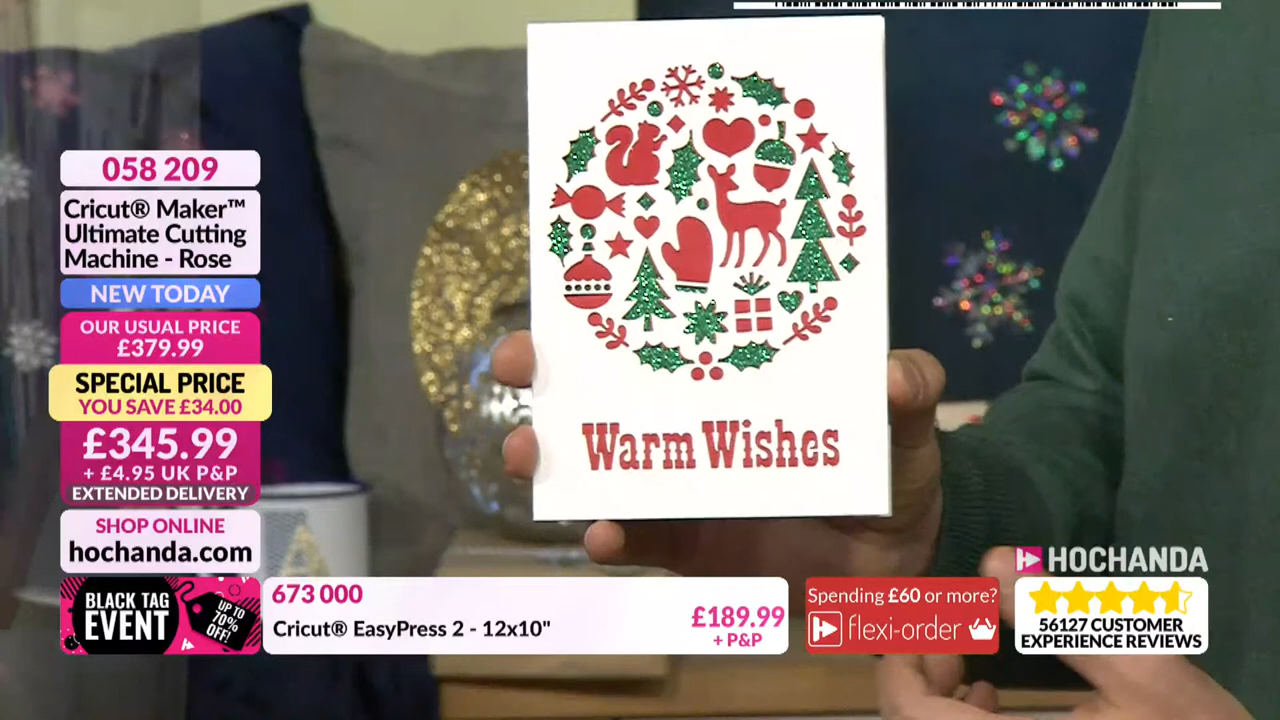 058 209
Cricut® Maker™
Ultimate Cutting
Machine - Rose
NEW TODAY
OUR USUAL PRICE
£379.99
SPECIAL PRICE
YOU SAVE £34.00
£345.99
+ £4.95 UK P&P
EXTENDED DELIVERY
SHOP ONLINE
hochanda.com
BLACK TAG
EVENT
UP TO
70%
OFF!
673 000
Cricut® EasyPress 2 - 12x10"
£189.99
+ P&P
Spending £60 or more?
flexi-order
HOCHANDA
56127 CUSTOMER
EXPERIENCE REVIEWS
Warm Wishes